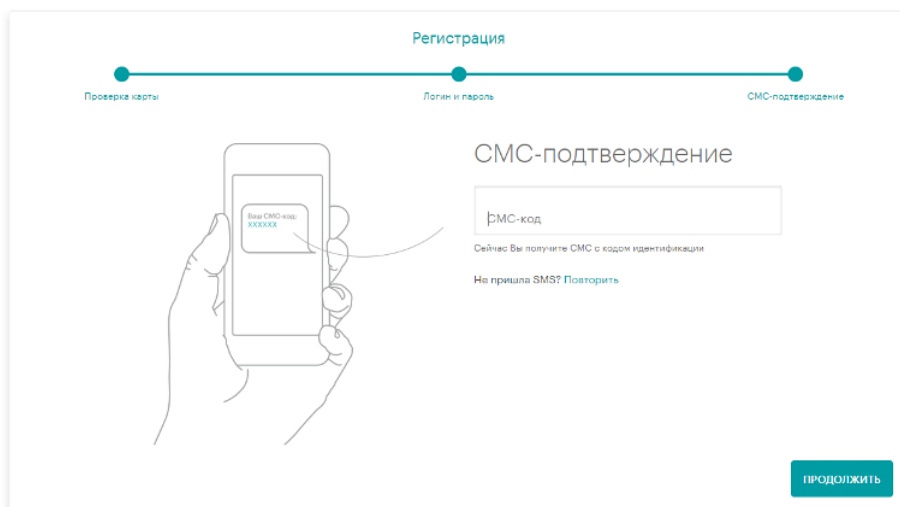 Регистрация
Проверка карты
Логин и пароль
СМС-подтверждение
СМС-подтверждение
Ваш СМС-код:
XXXXXX
СМС-код
Сейчас Вы получите СМС с кодом идентификации
Не пришла SMS? Повторить
ПРОДОЛЖИТЬ